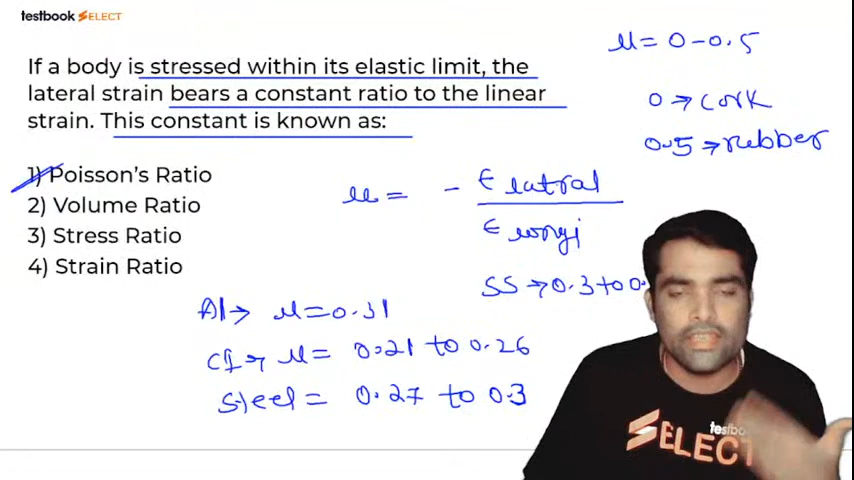 testbook SELECT
If a body is stressed within its elastic limit, the
lateral strain bears a constant ratio to the linear
strain. This constant is known as:
1) Poisson's Ratio
2) Volume Ratio
3) Stress Ratio
4) Strain Ratio
μ = 0 - 0.5
0 → cork
0.5 → rubber
μ = - ϵ latral
ϵ longi
SS → 0.3 to 0.
Al → μ = 0.31
CI → μ = 0.21 to 0.26
Steel = 0.27 to 0.3
testbo
SELECT